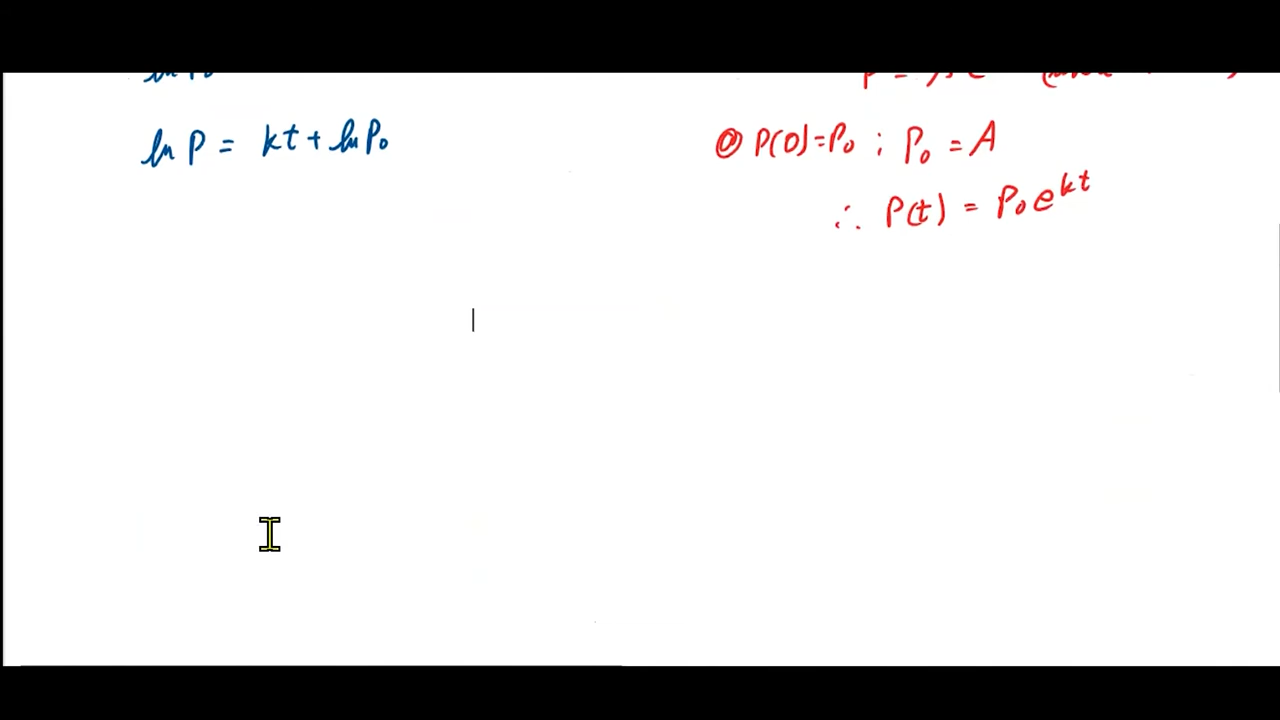 ln P = kt + ln P₀
@ P(0) = P₀ ; P₀ = A
∴ P(t) = P₀e^{kt}